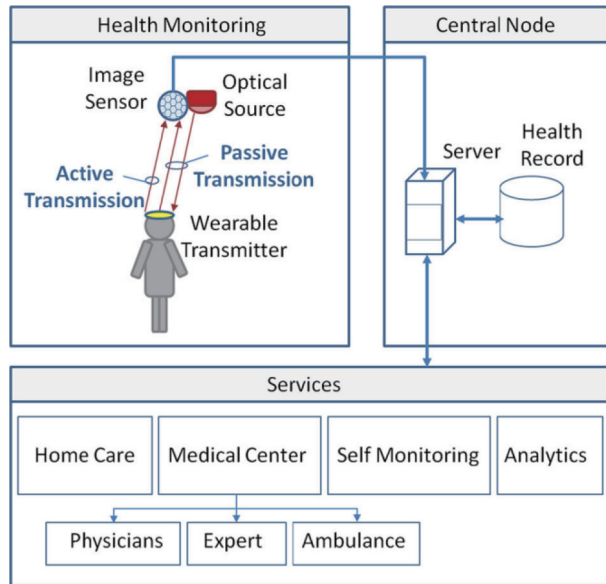 Health Monitoring
Central Node
Image
Sensor
Optical
Source
Active
Transmission
Passive
Transmission
Wearable
Transmitter
Server
Health
Record
Services
Home Care
Medical Center
Self Monitoring
Analytics
Physicians
Expert
Ambulance